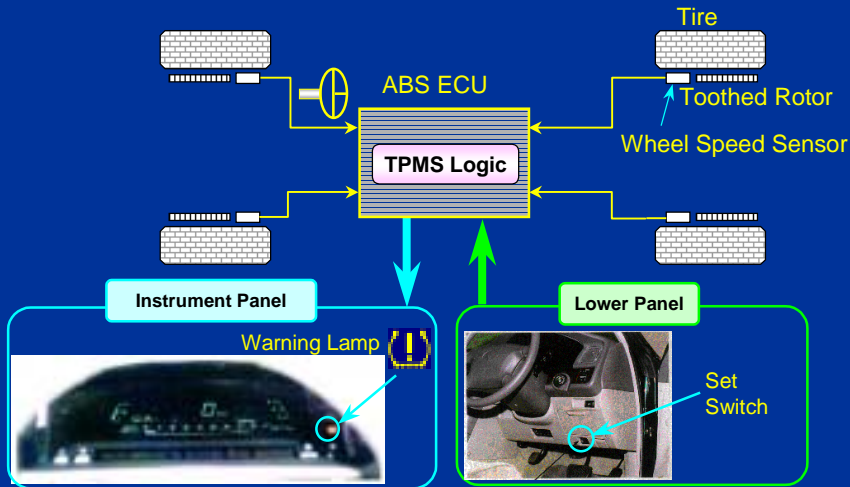 Tire
ABS ECU
Toothed Rotor
Wheel Speed Sensor
TPMS Logic
Instrument Panel
Lower Panel
Warning Lamp
Set
Switch